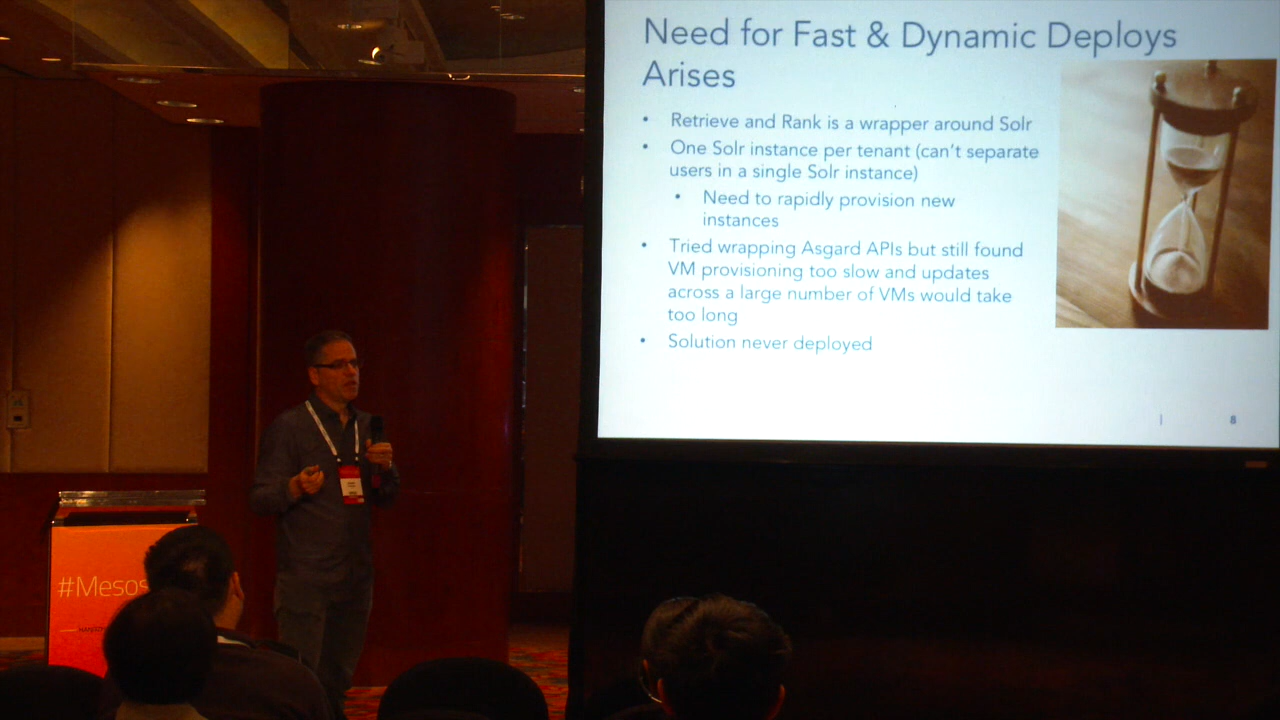 Need for Fast & Dynamic Deploys
Arises
• Retrieve and Rank is a wrapper around Solr
• One Solr instance per tenant (can't separate
users in a single Solr instance)
• Need to rapidly provision new
instances
• Tried wrapping Asgard APIs but still found
VM provisioning too slow and updates
across a large number of VMs would take
too long
• Solution never deployed
| 8
#Mesos